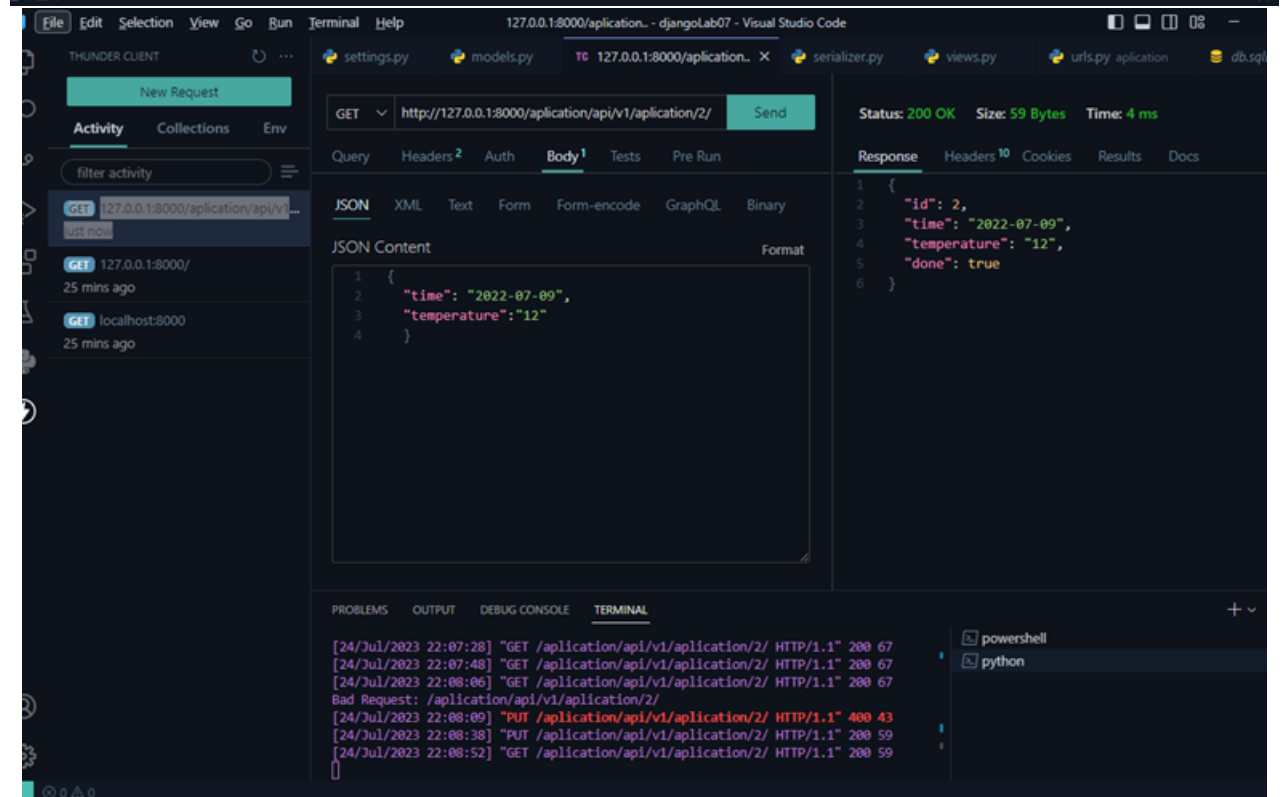 File Edit Selection View Go Run Terminal Help 127.0.0.1:8000/aplication.. - djangoLab07 - Visual Studio Code
THUNDER CLIENT
New Request
Activity Collections Env
filter activity
GET 127.0.0.1:8000/aplication/api/v1...
just now
GET 127.0.0.1:8000/
25 mins ago
GET localhost:8000
25 mins ago
settings.py models.py TC 127.0.0.1:8000/aplication.. serializer.py views.py urls.py aplication
GET http://127.0.0.1:8000/aplication/api/v1/aplication/2/ Send
Query Headers 2 Auth Body 1 Tests Pre Run
JSON XML Text Form Form-encode GraphQL Binary
JSON Content Format
1 {
2 "time": "2022-07-09",
3 "temperature":"12"
4 }
Status: 200 OK Size: 59 Bytes Time: 4 ms
Response Headers 10 Cookies Results Docs
1 {
2 "id": 2,
3 "time": "2022-07-09",
4 "temperature": "12",
5 "done": true
6 }
PROBLEMS OUTPUT DEBUG CONSOLE TERMINAL
[24/Jul/2023 22:07:28] "GET /aplication/api/v1/aplication/2/ HTTP/1.1" 200 67
[24/Jul/2023 22:07:48] "GET /aplication/api/v1/aplication/2/ HTTP/1.1" 200 67
[24/Jul/2023 22:08:06] "GET /aplication/api/v1/aplication/2/ HTTP/1.1" 200 67
Bad Request: /aplication/api/v1/aplication/2/
[24/Jul/2023 22:08:09] "PUT /aplication/api/v1/aplication/2/ HTTP/1.1" 400 43
[24/Jul/2023 22:08:38] "PUT /aplication/api/v1/aplication/2/ HTTP/1.1" 200 59
[24/Jul/2023 22:08:52] "GET /aplication/api/v1/aplication/2/ HTTP/1.1" 200 59
powershell
python
0 0